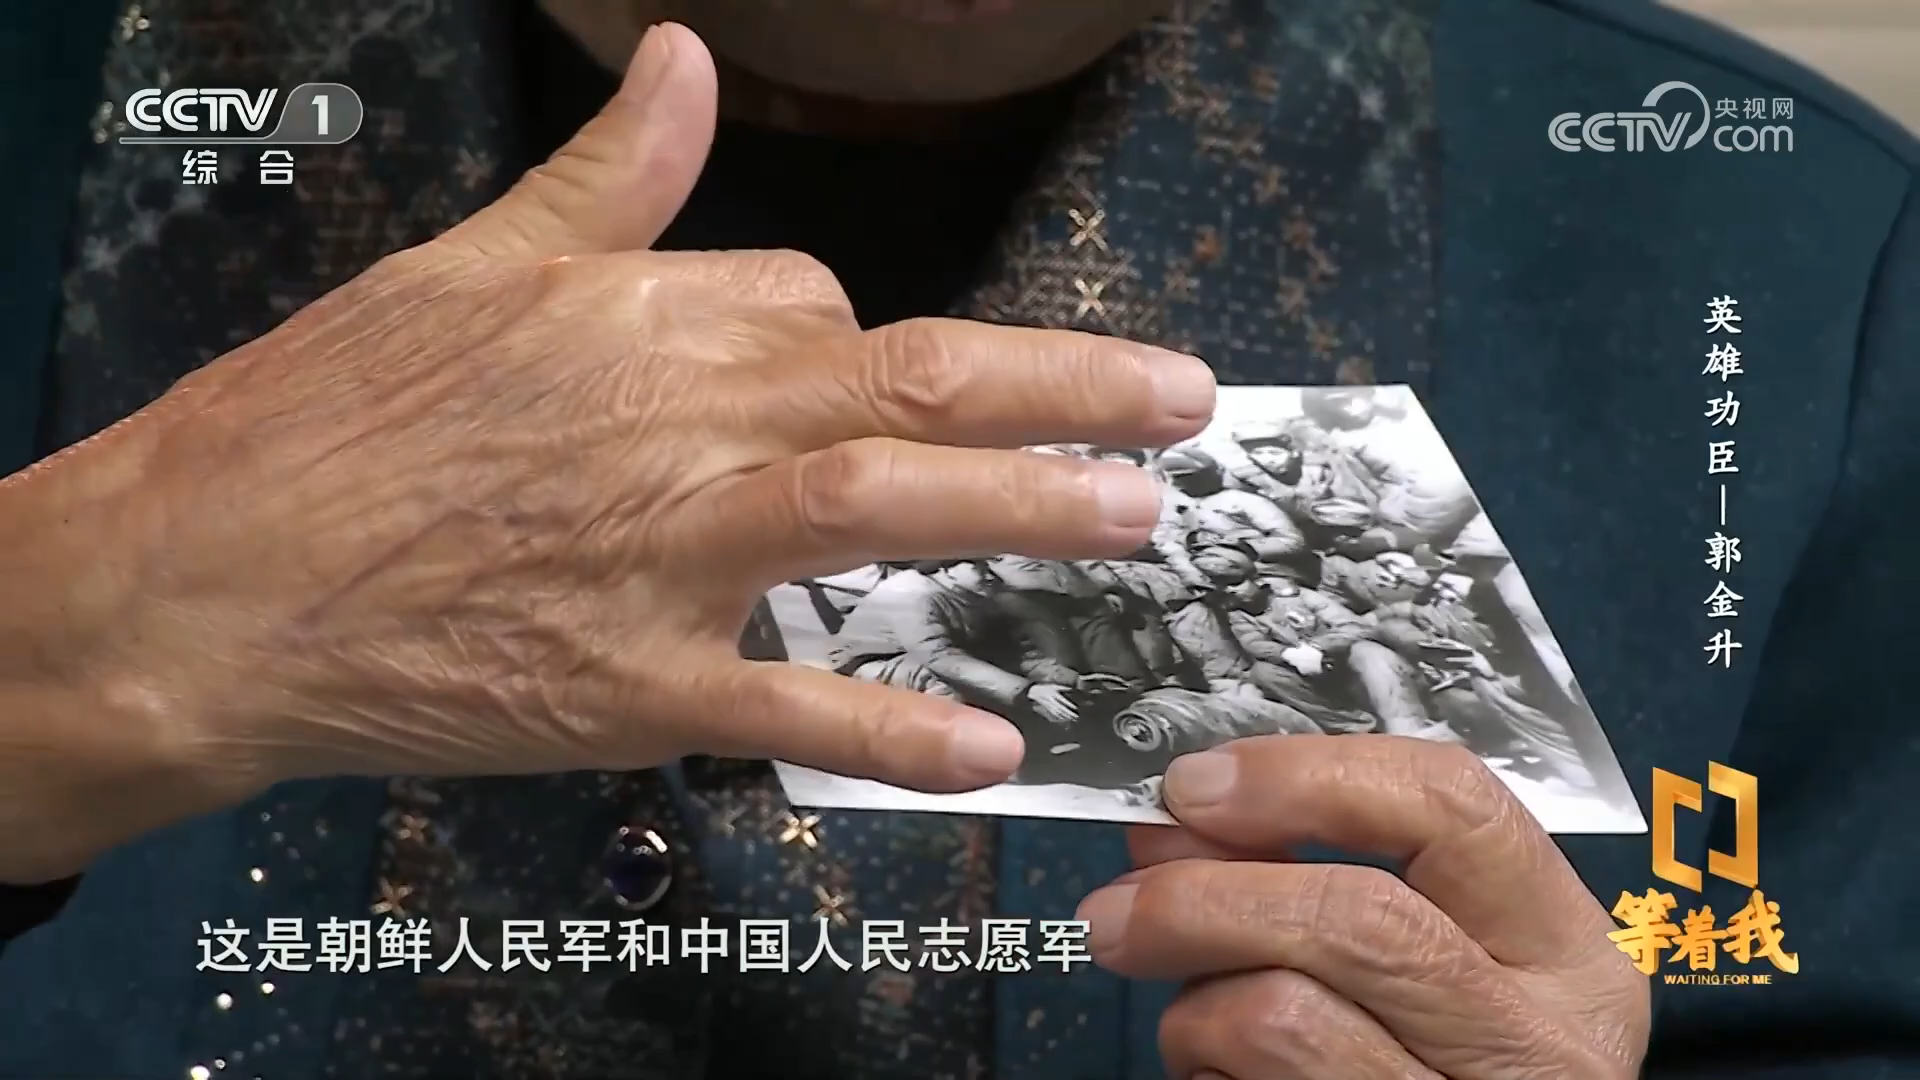 CCTV 1
综合
央视网
CCTV.com
英雄功臣—郭金升
这是朝鲜人民军和中国人民志愿军
等着我
WAITING FOR ME